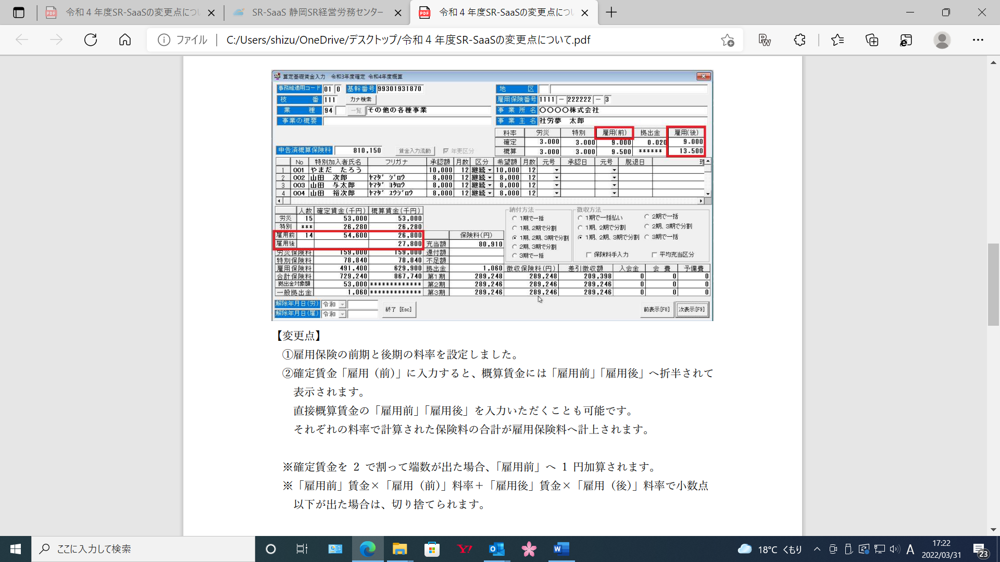 令和４年度SR-SaaSの変更点につい
SR-SaaS 静岡SR経営労務センター
令和４年度SR-SaaSの変更点につい
ファイル
C:/Users/shizu/OneDrive/デスクトップ/令和４年度SR-SaaSの変更点について.pdf
算定基礎賃金入力　令和3年度確定 令和4年度概算
事務組適用コード 01 0 基幹番号 99301931870 地　区
枝　番 111 カナ検索 雇用保険番号 1111 － 222222 － 3
業　種 94 一覧 その他の各種事業 事業所名 〇〇〇〇株式会社
事業の概要 事業主名 社労夢　太郎
料率 労災 特別 雇用(前) 拠出金 雇用(後)
確定 3.000 3.000 9.000 0.020 9.000
申告済概算保険料 810,150 賃金入力流動 年更区分 概算 3.000 3.000 9.500 ****** 13.500
No 特別加入者氏名 フリガナ 承認額 月数 区分 希望額 月数 元号 承認日 元号 脱退日 理
1 001 やまだ　たろう 10,000 12 継続 10,000 12
2 002 山田　次郎 ﾔﾏﾀﾞ ｼﾞﾛｳ 8,000 12 継続 8,000 12
3 003 山田　与太郎 ﾔﾏﾀﾞ ﾖﾀﾛｳ 8,000 12 継続 8,000 12
4 004 山田　裕次郎 ﾔﾏﾀﾞ ﾕｳｼﾞﾛｳ 8,000 12 継続 8,000 12
人数 確定賃金(千円) 概算賃金(千円)
労災 15 53,000 53,000
特別 *** 26,280 26,280
雇用前 14 54,600 26,800 保険料(円)
雇用後 27,800 充当額 80,910
労災保険料 159,000 159,000 還付額
特別保険料 78,840 78,840 不足額
納付方法
1期で一括
1期、2期で分割
1期、2期、3期で分割
2期、3期で分割
3期で一括
徴収方法
1期で一括払い 2期で一括
1期、2期で分割 2期、3期で分割
1期、2期、3期で分割 3期で一括
保険料手入力 平均充当区分
雇用保険料 491,400 629,900 拠出金 1,060 徴収保険料(円) 差引徴収額 入会金 会　費 予備費
合計保険料 729,240 867,740 第1期 289,248 289,248 209,398 0 0 0
拠出金対象額 53,000 ************* 第2期 289,246 289,246 289,246 0 0 0
一般拠出金 1,060 ************* 第3期 289,246 289,246 289,246 0 0 0
解除年月日(労) 令和 終了 [Esc] 前表示[F8] 次表示[F9]
解除年月日(雇) 令和
【変更点】
①雇用保険の前期と後期の料率を設定しました。
②確定賃金「雇用（前）」に入力すると、概算賃金には「雇用前」「雇用後」へ折半されて
表示されます。
直接概算賃金の「雇用前」「雇用後」を入力いただくことも可能です。
それぞれの料率で計算された保険料の合計が雇用保険料へ計上されます。
※確定賃金を 2 で割って端数が出た場合、「雇用前」へ 1 円加算されます。
※「雇用前」賃金×「雇用（前）」料率＋「雇用後」賃金×「雇用（後）」料率で小数点
以下が出た場合は、切り捨てられます。
ここに入力して検索
18℃ くもり
A
17:22
2022/03/31
23